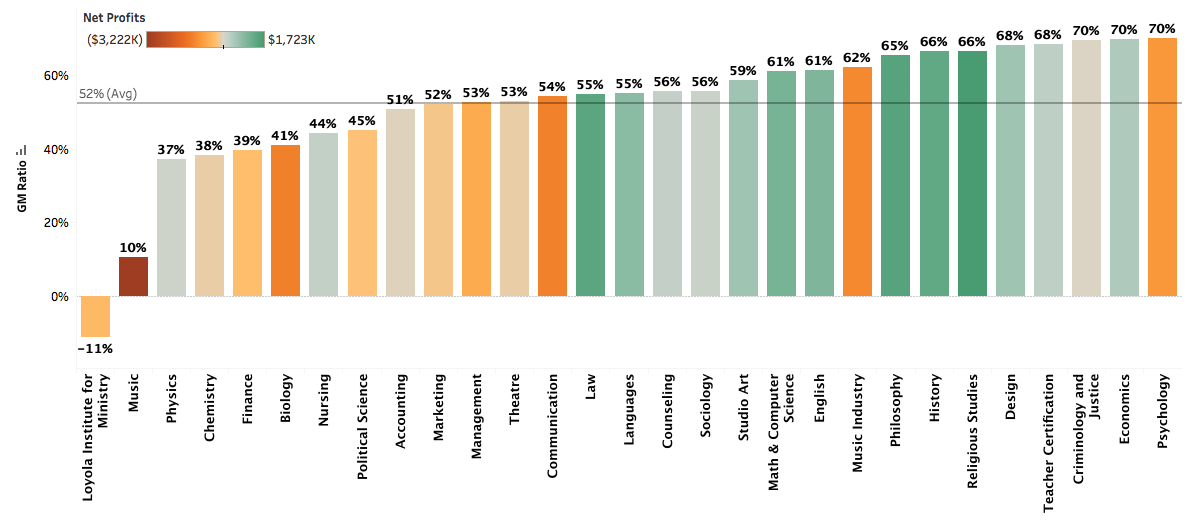 Net Profits
($3,222K)
$1,723K
GM Ratio
60%
40%
20%
0%
52% (Avg)
−11%
10%
37%
38%
39%
41%
44%
45%
51%
52%
53%
53%
54%
55%
55%
56%
56%
59%
61%
61%
62%
65%
66%
66%
68%
68%
70%
70%
70%
Loyola Institute for
Ministry
Music
Physics
Chemistry
Finance
Biology
Nursing
Political Science
Accounting
Marketing
Management
Theatre
Communication
Law
Languages
Counseling
Sociology
Studio Art
Math & Computer
Science
English
Music Industry
Philosophy
History
Religious Studies
Design
Teacher Certification
Criminology and
Justice
Economics
Psychology